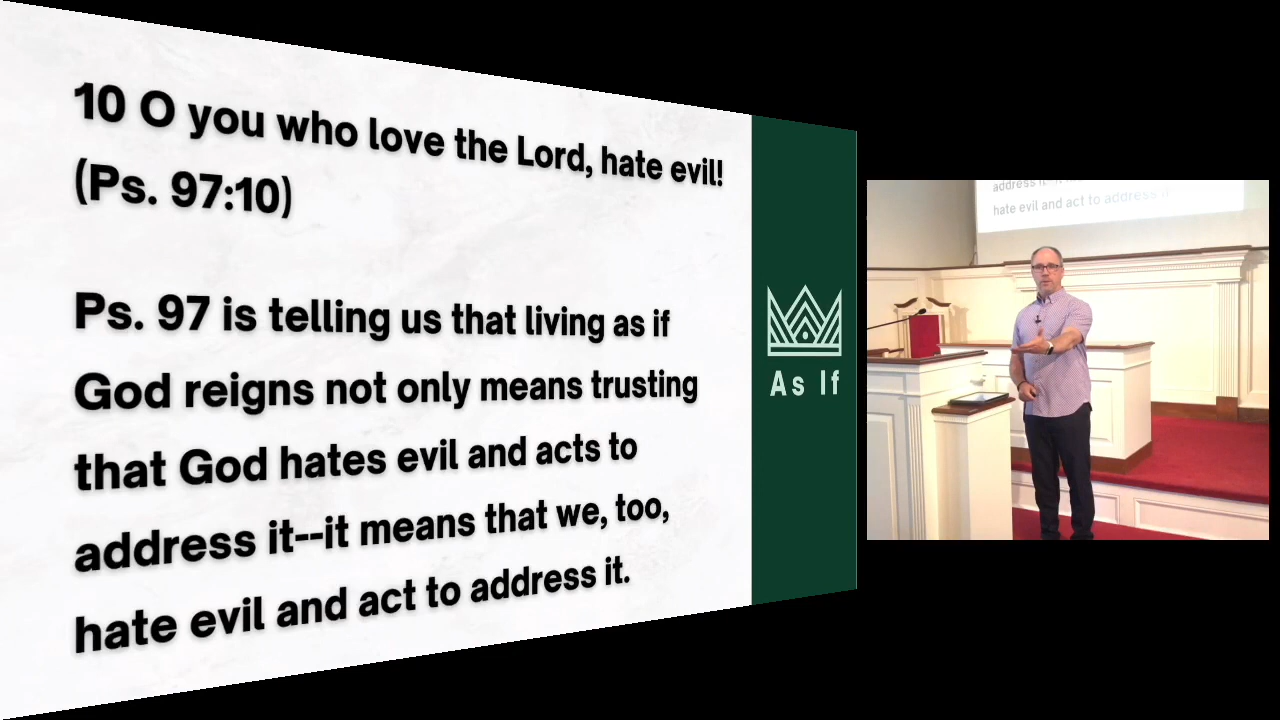 10 O you who love the Lord, hate evil!
(Ps. 97:10)
Ps. 97 is telling us that living as if
God reigns not only means trusting
that God hates evil and acts to
address it--it means that we, too,
hate evil and act to address it.
As If
address it
hate evil and act to address it